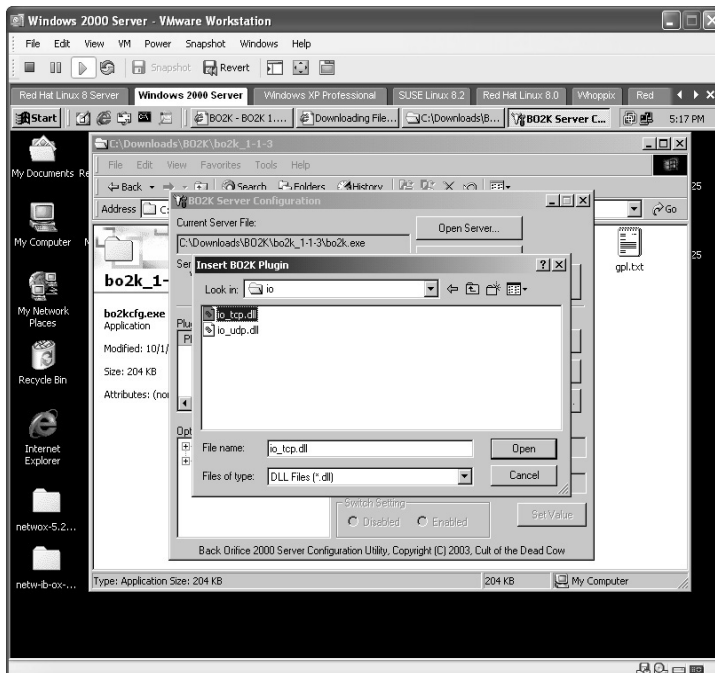 Windows 2000 Server - VMware Workstation
File Edit View VM Power Snapshot Windows Help
Snapshot Revert
Red Hat Linux 8 Server Windows 2000 Server Windows XP Professional SUSE Linux 8.2 Red Hat Linux 8.0 Whoppix Red
Start BO2K - BO2K 1.... Downloading File... C:\Downloads\B... BO2K Server C... 5:17 PM
C:\Downloads\BO2K\bo2k_1-1-3
File Edit View Favorites Tools Help
Back Search Folders History
Address Go
My Documents
My Computer
My Network Places
Recycle Bin
Internet Explorer
netwox-5.2...
netw-ib-ox-...
bo2k_1-
bo2kcfg.exe
Application
Modified: 10/1/
Size: 204 KB
Attributes: (nor
gpl.txt
25
25
BO2K Server Configuration
Current Server File:
C:\Downloads\BO2K\bo2k_1-1-3\bo2k.exe
Open Server...
Insert BO2K Plugin
Look in: io
io_tcp.dll
io_udp.dll
File name: io_tcp.dll Open
Files of type: DLL Files (*.dll) Cancel
Switch Setting
Disabled Enabled
Set Value
Back Orifice 2000 Server Configuration Utility, Copyright (C) 2003, Cult of the Dead Cow
Type: Application Size: 204 KB 204 KB My Computer